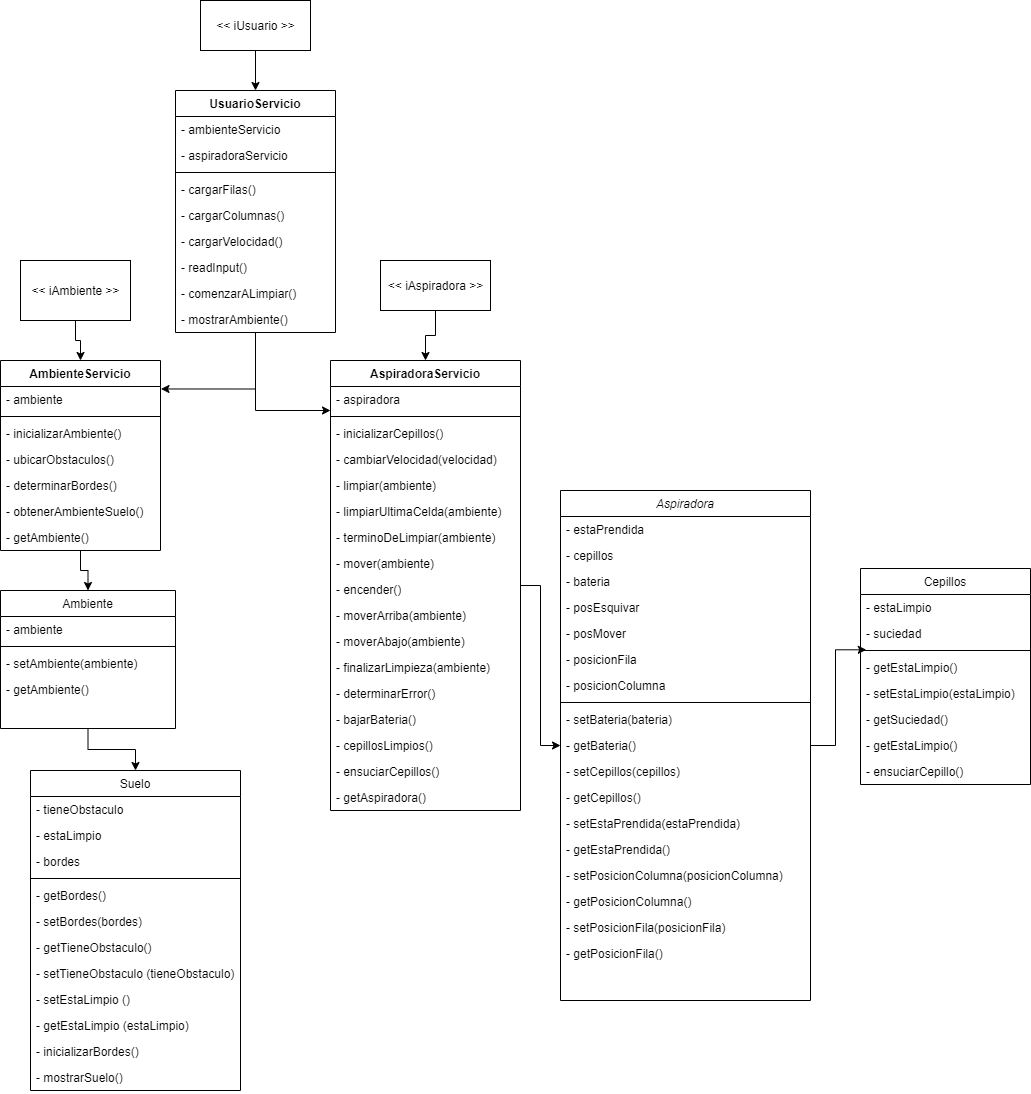 << iUsuario >>
UsuarioServicio
- ambienteServicio
- aspiradoraServicio
- cargarFilas()
- cargarColumnas()
- cargarVelocidad()
- readInput()
- comenzarALimpiar()
- mostrarAmbiente()
<< iAmbiente >>
AmbienteServicio
- ambiente
- inicializarAmbiente()
- ubicarObstaculos()
- determinarBordes()
- obtenerAmbienteSuelo()
- getAmbiente()
Ambiente
- ambiente
- setAmbiente(ambiente)
- getAmbiente()
Suelo
- tieneObstaculo
- estaLimpio
- bordes
- getBordes()
- setBordes(bordes)
- getTieneObstaculo()
- setTieneObstaculo (tieneObstaculo)
- setEstaLimpio ()
- getEstaLimpio (estaLimpio)
- inicializarBordes()
- mostrarSuelo()
<< iAspiradora >>
AspiradoraServicio
- aspiradora
- inicializarCepillos()
- cambiarVelocidad(velocidad)
- limpiar(ambiente)
- limpiarUltimaCelda(ambiente)
- terminoDeLimpiar(ambiente)
- mover(ambiente)
- encender()
- moverArriba(ambiente)
- moverAbajo(ambiente)
- finalizarLimpieza(ambiente)
- determinarError()
- bajarBateria()
- cepillosLimpios()
- ensuciarCepillos()
- getAspiradora()
Aspiradora
- estaPrendida
- cepillos
- bateria
- posEsquivar
- posMover
- posicionFila
- posicionColumna
- setBateria(bateria)
- getBateria()
- setCepillos(cepillos)
- getCepillos()
- setEstaPrendida(estaPrendida)
- getEstaPrendida()
- setPosicionColumna(posicionColumna)
- getPosicionColumna()
- setPosicionFila(posicionFila)
- getPosicionFila()
Cepillos
- estaLimpio
- suciedad
- getEstaLimpio()
- setEstaLimpio(estaLimpio)
- getSuciedad()
- getEstaLimpio()
- ensuciarCepillo()